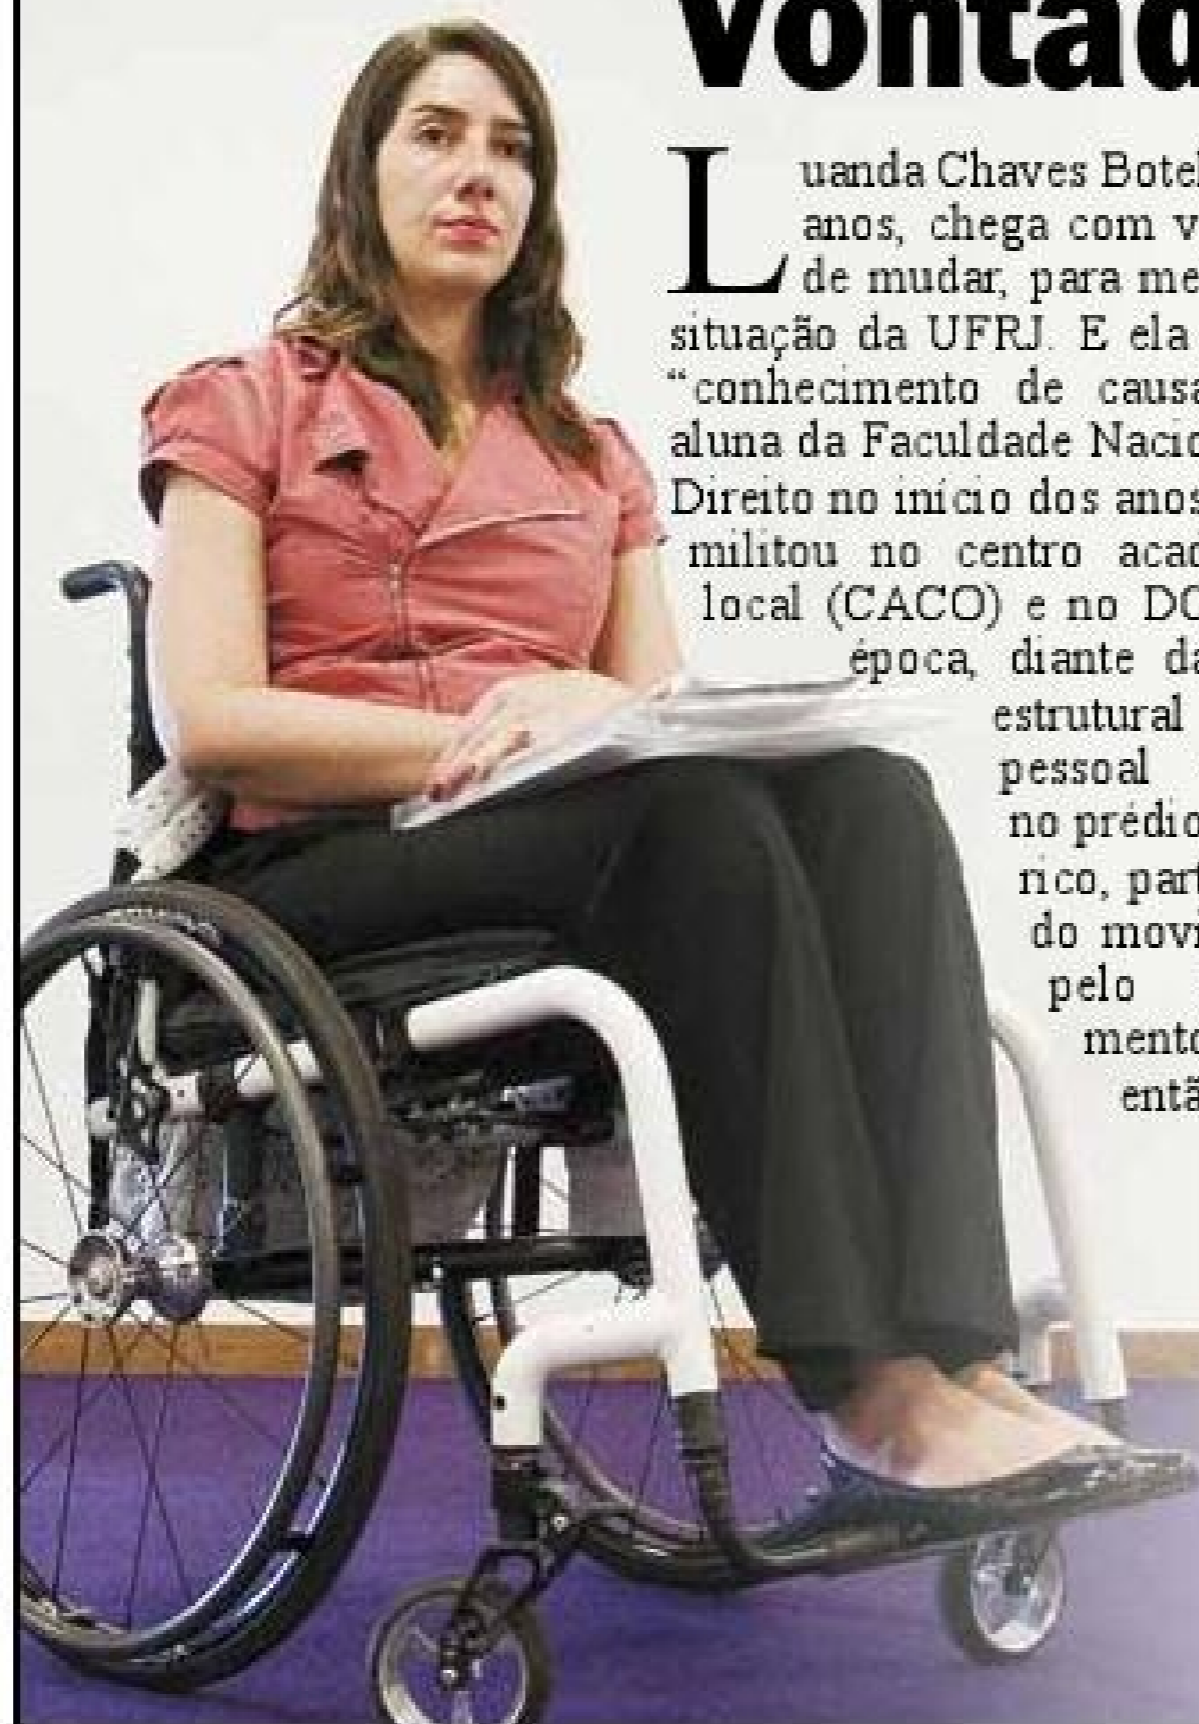 Vontad
Luanda Chaves Botel
anos, chega com v
de mudar, para me
situação da UFRJ. E ela
“conhecimento de causa
aluna da Faculdade Nacio
Direito no início dos anos
militou no centro acad
local (CACO) e no DC
época, diante da
estrutural
pessoal
no prédio
rico, part
do movi
pelo
mento
entã